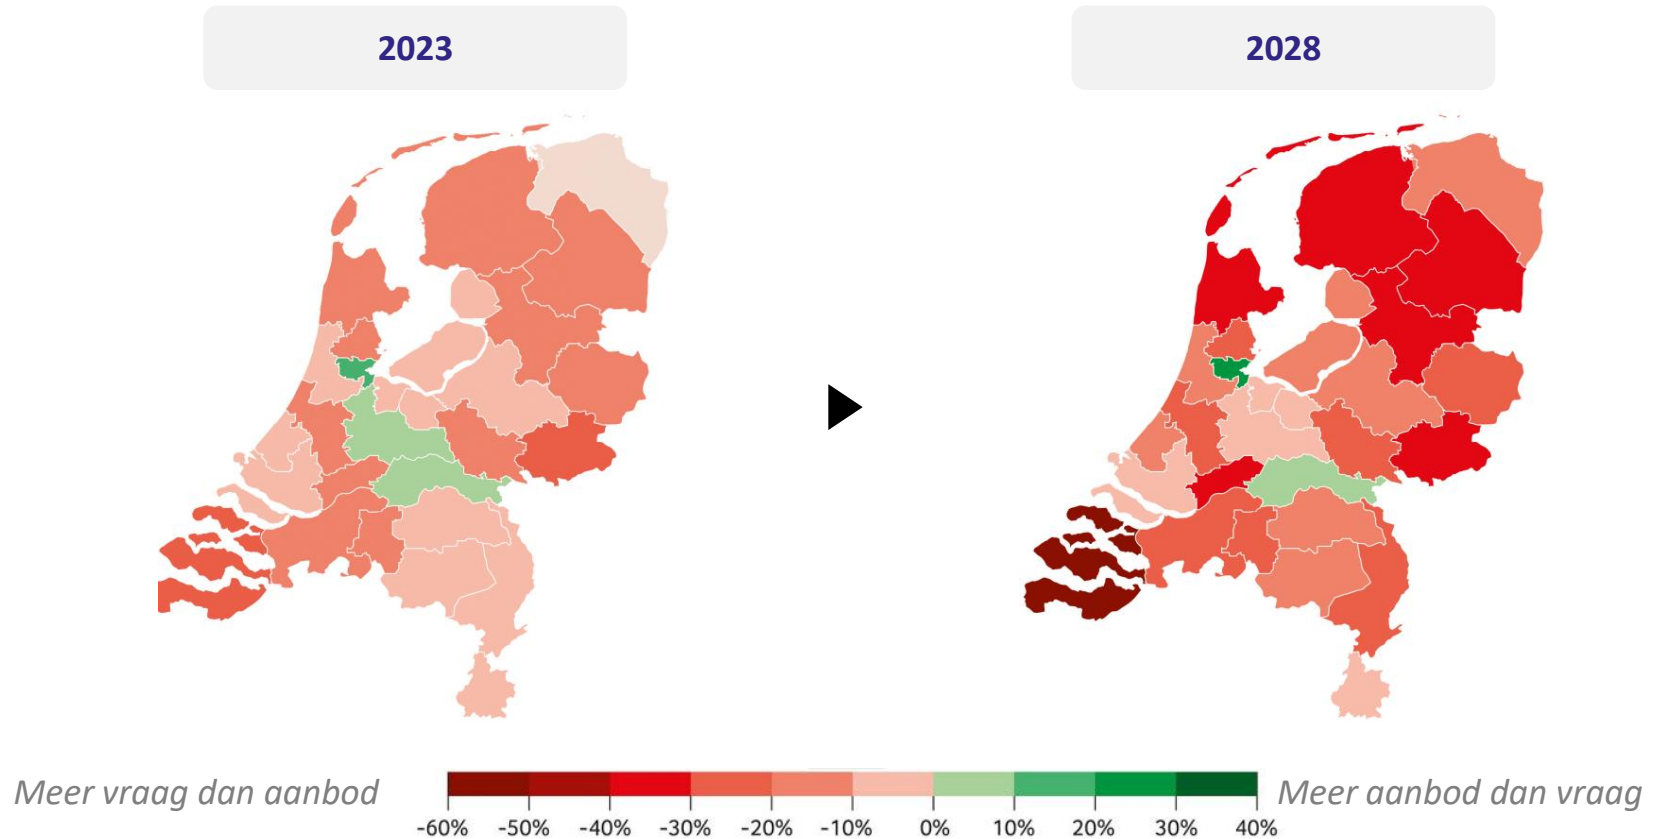 2023
2028
Meer vraag dan aanbod
Meer aanbod dan vraag
-60% -50% -40% -30% -20% -10% 0% 10% 20% 30% 40%